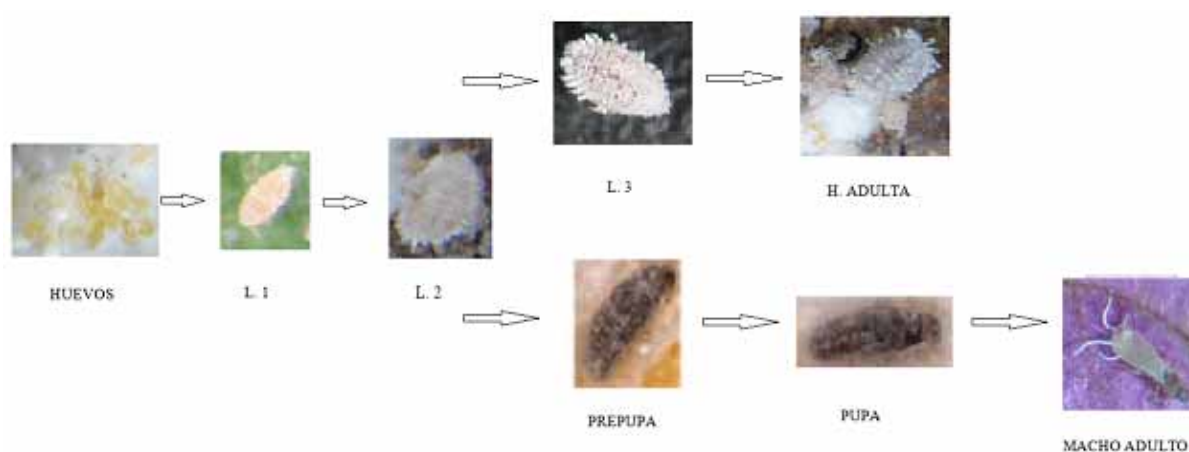 L. 3
H. ADULTA
HUEVOS
L. 1
L. 2
PREPUPA
PUPA
MACHO ADULTO